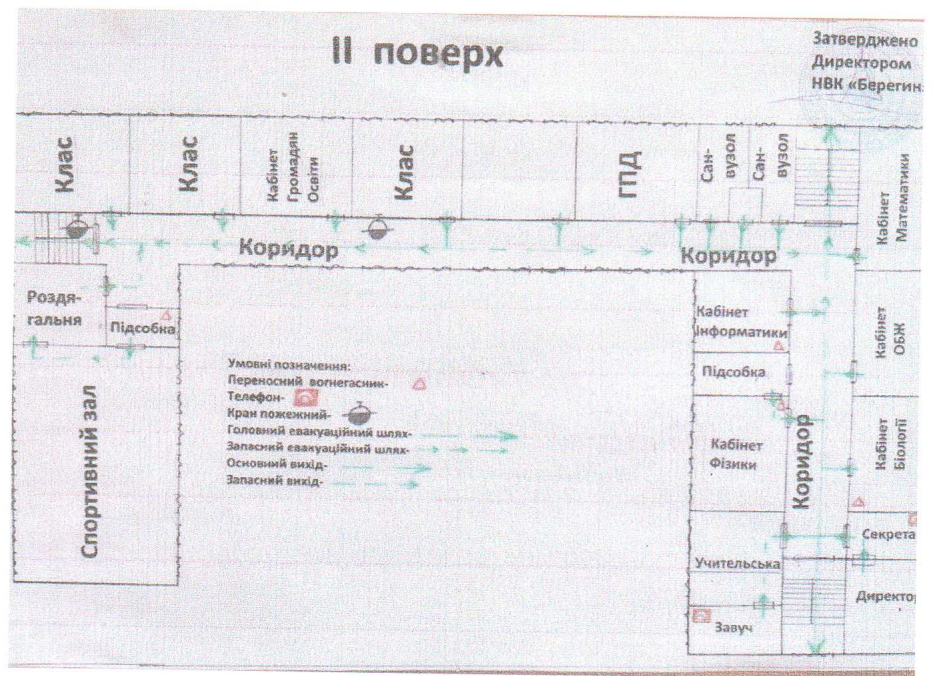 II поверх
Затверджено
Директором
НВК «Берегин
Клас
Клас
Кабінет
Громадян
Освіти
Клас
ГПД
Сан-
вузол
Сан-
вузол
Кабінет
Математики
Коридор
Коридор
Роздя-
гальня
Підсобка
Спортивний зал
Умовні позначення:
Переносний вогнегасник-
Телефон-
Кран пожежний-
Головний евакуаційний шлях-
Запасний евакуаційний шлях-
Основний вихід-
Запасний вихід-
Кабінет
Інформатики
Підсобка
Кабінет
Фізики
Коридор
Кабінет
ОБЖ
Кабінет
Біології
Учительська
Завуч
Секрета
Директор